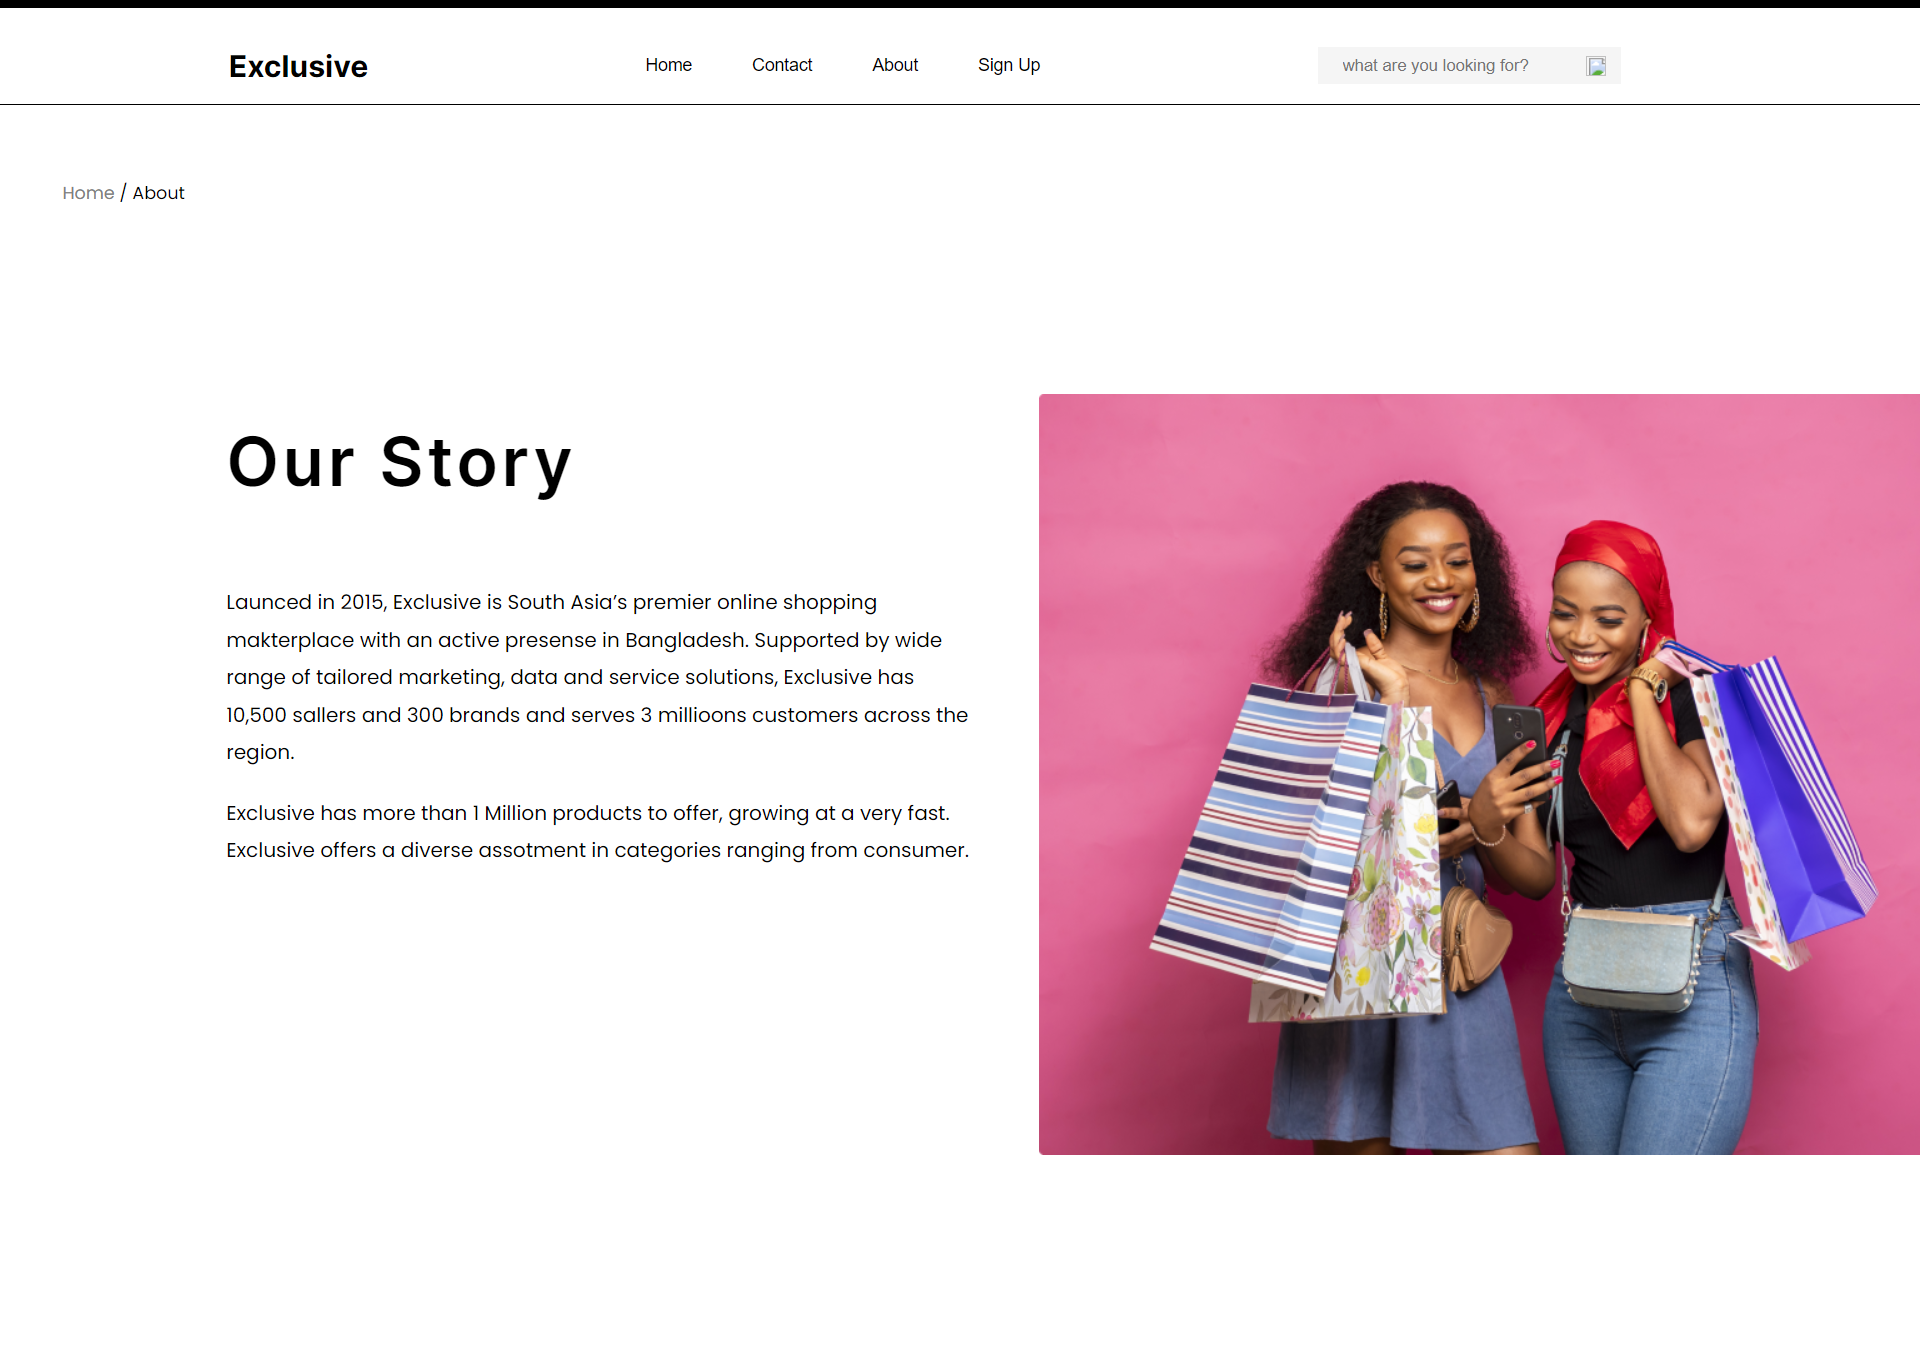 Exclusive
Home
Contact
About
Sign Up
what are you looking for?
Home / About
Our Story
Launced in 2015, Exclusive is South Asia’s premier online shopping
makterplace with an active presense in Bangladesh. Supported by wide
range of tailored marketing, data and service solutions, Exclusive has
10,500 sallers and 300 brands and serves 3 millioons customers across the
region.
Exclusive has more than 1 Million products to offer, growing at a very fast.
Exclusive offers a diverse assotment in categories ranging from consumer.